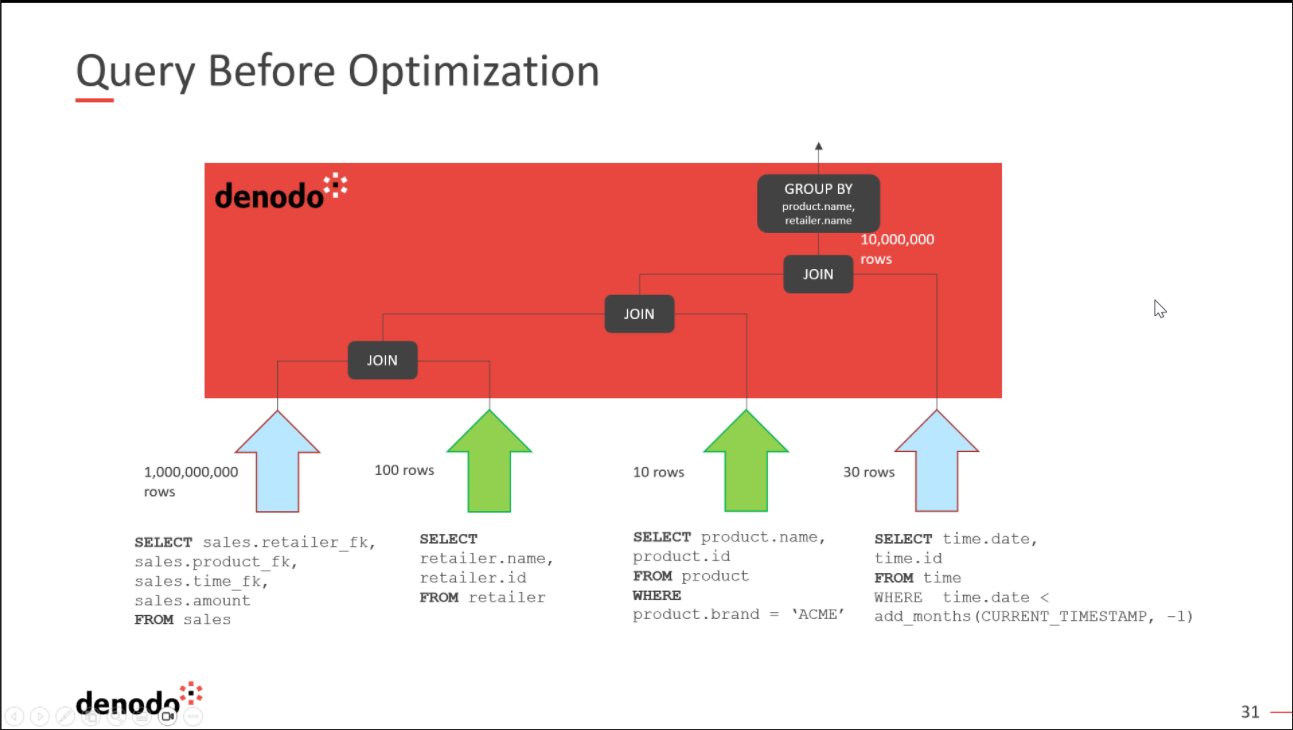 Query Before Optimization
denodo
GROUP BY
product.name,
retailer.name
10,000,000
rows
JOIN
JOIN
JOIN
1,000,000,000
rows
100 rows
10 rows
30 rows
SELECT sales.retailer_fk,
sales.product_fk,
sales.time_fk,
sales.amount
FROM sales
SELECT
retailer.name,
retailer.id
FROM retailer
SELECT product.name,
product.id
FROM product
WHERE
product.brand = ‘ACME’
SELECT time.date,
time.id
FROM time
WHERE  time.date <
add_months(CURRENT_TIMESTAMP, -1)
denodo
31